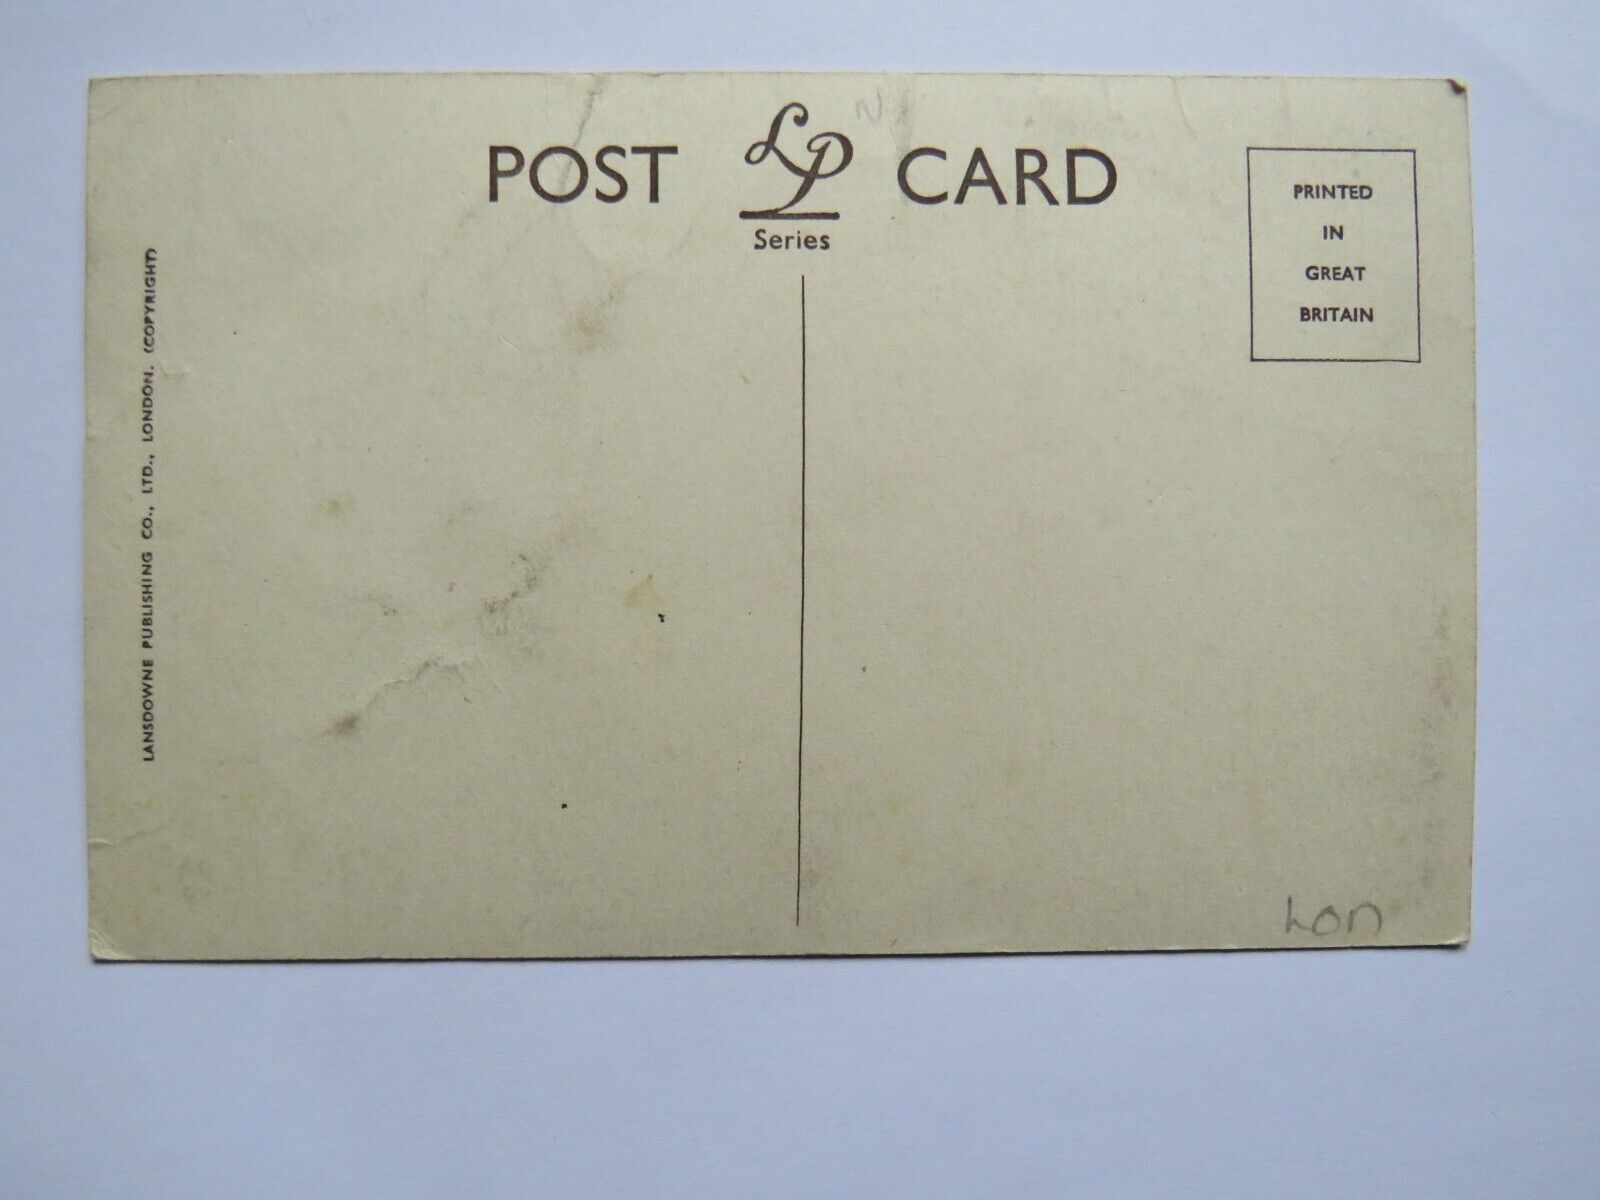 POST LP CARD
Series
PRINTED
IN
GREAT
BRITAIN
LANSDOWNE PUBLISHING CO., LTD., LONDON. (COPYRIGHT)
Lon